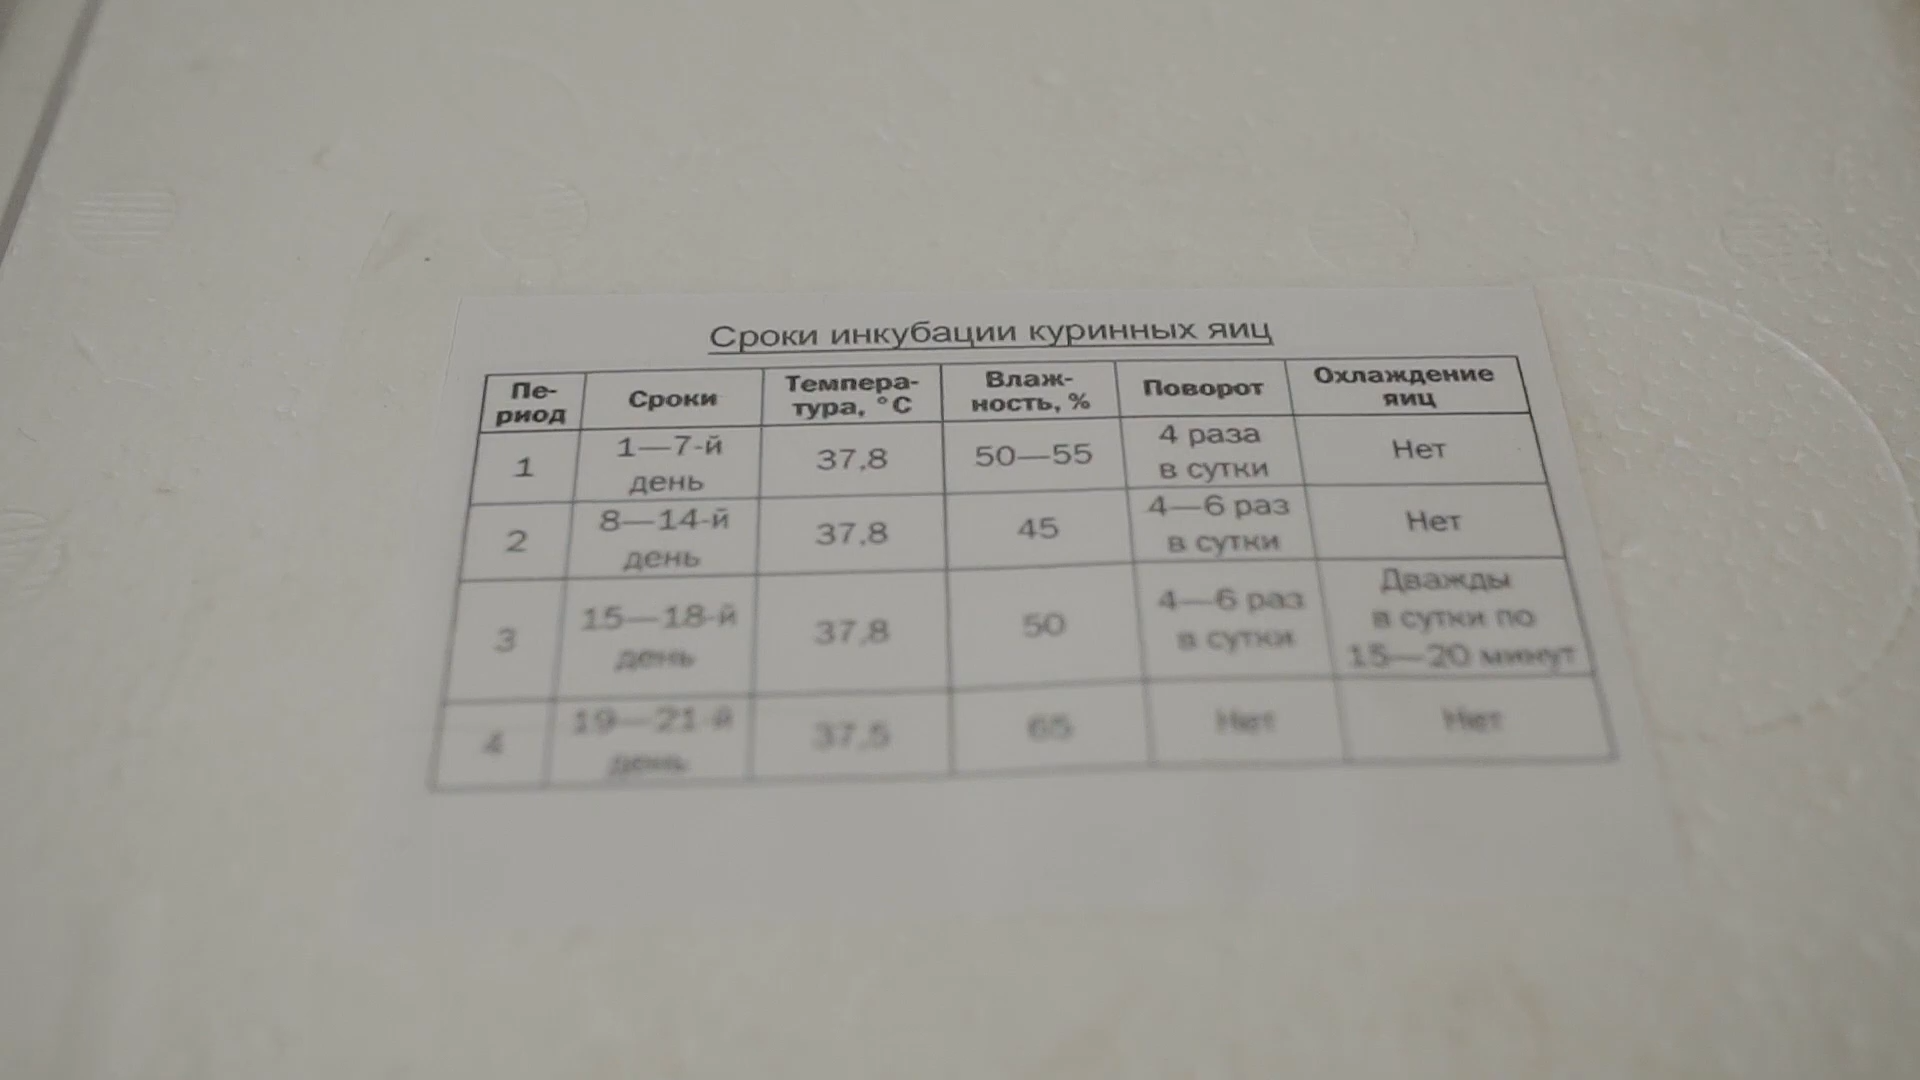 Сроки инкубации куринных яиц
Пе-
риод
Сроки
Темпера-
тура, °С
Влаж-
ность, %
Поворот
Охлаждение
яиц
1
1—7-й
день
37,8
50—55
4 раза
в сутки
Нет
2
8—14-й
день
37,8
45
4—6 раз
в сутки
Нет
3
15—18-й
день
37,8
50
4—6 раз
в сутки
Дважды
в сутки по
15—20 минут
4
19—21-й
день
37,5
65
Нет
Нет